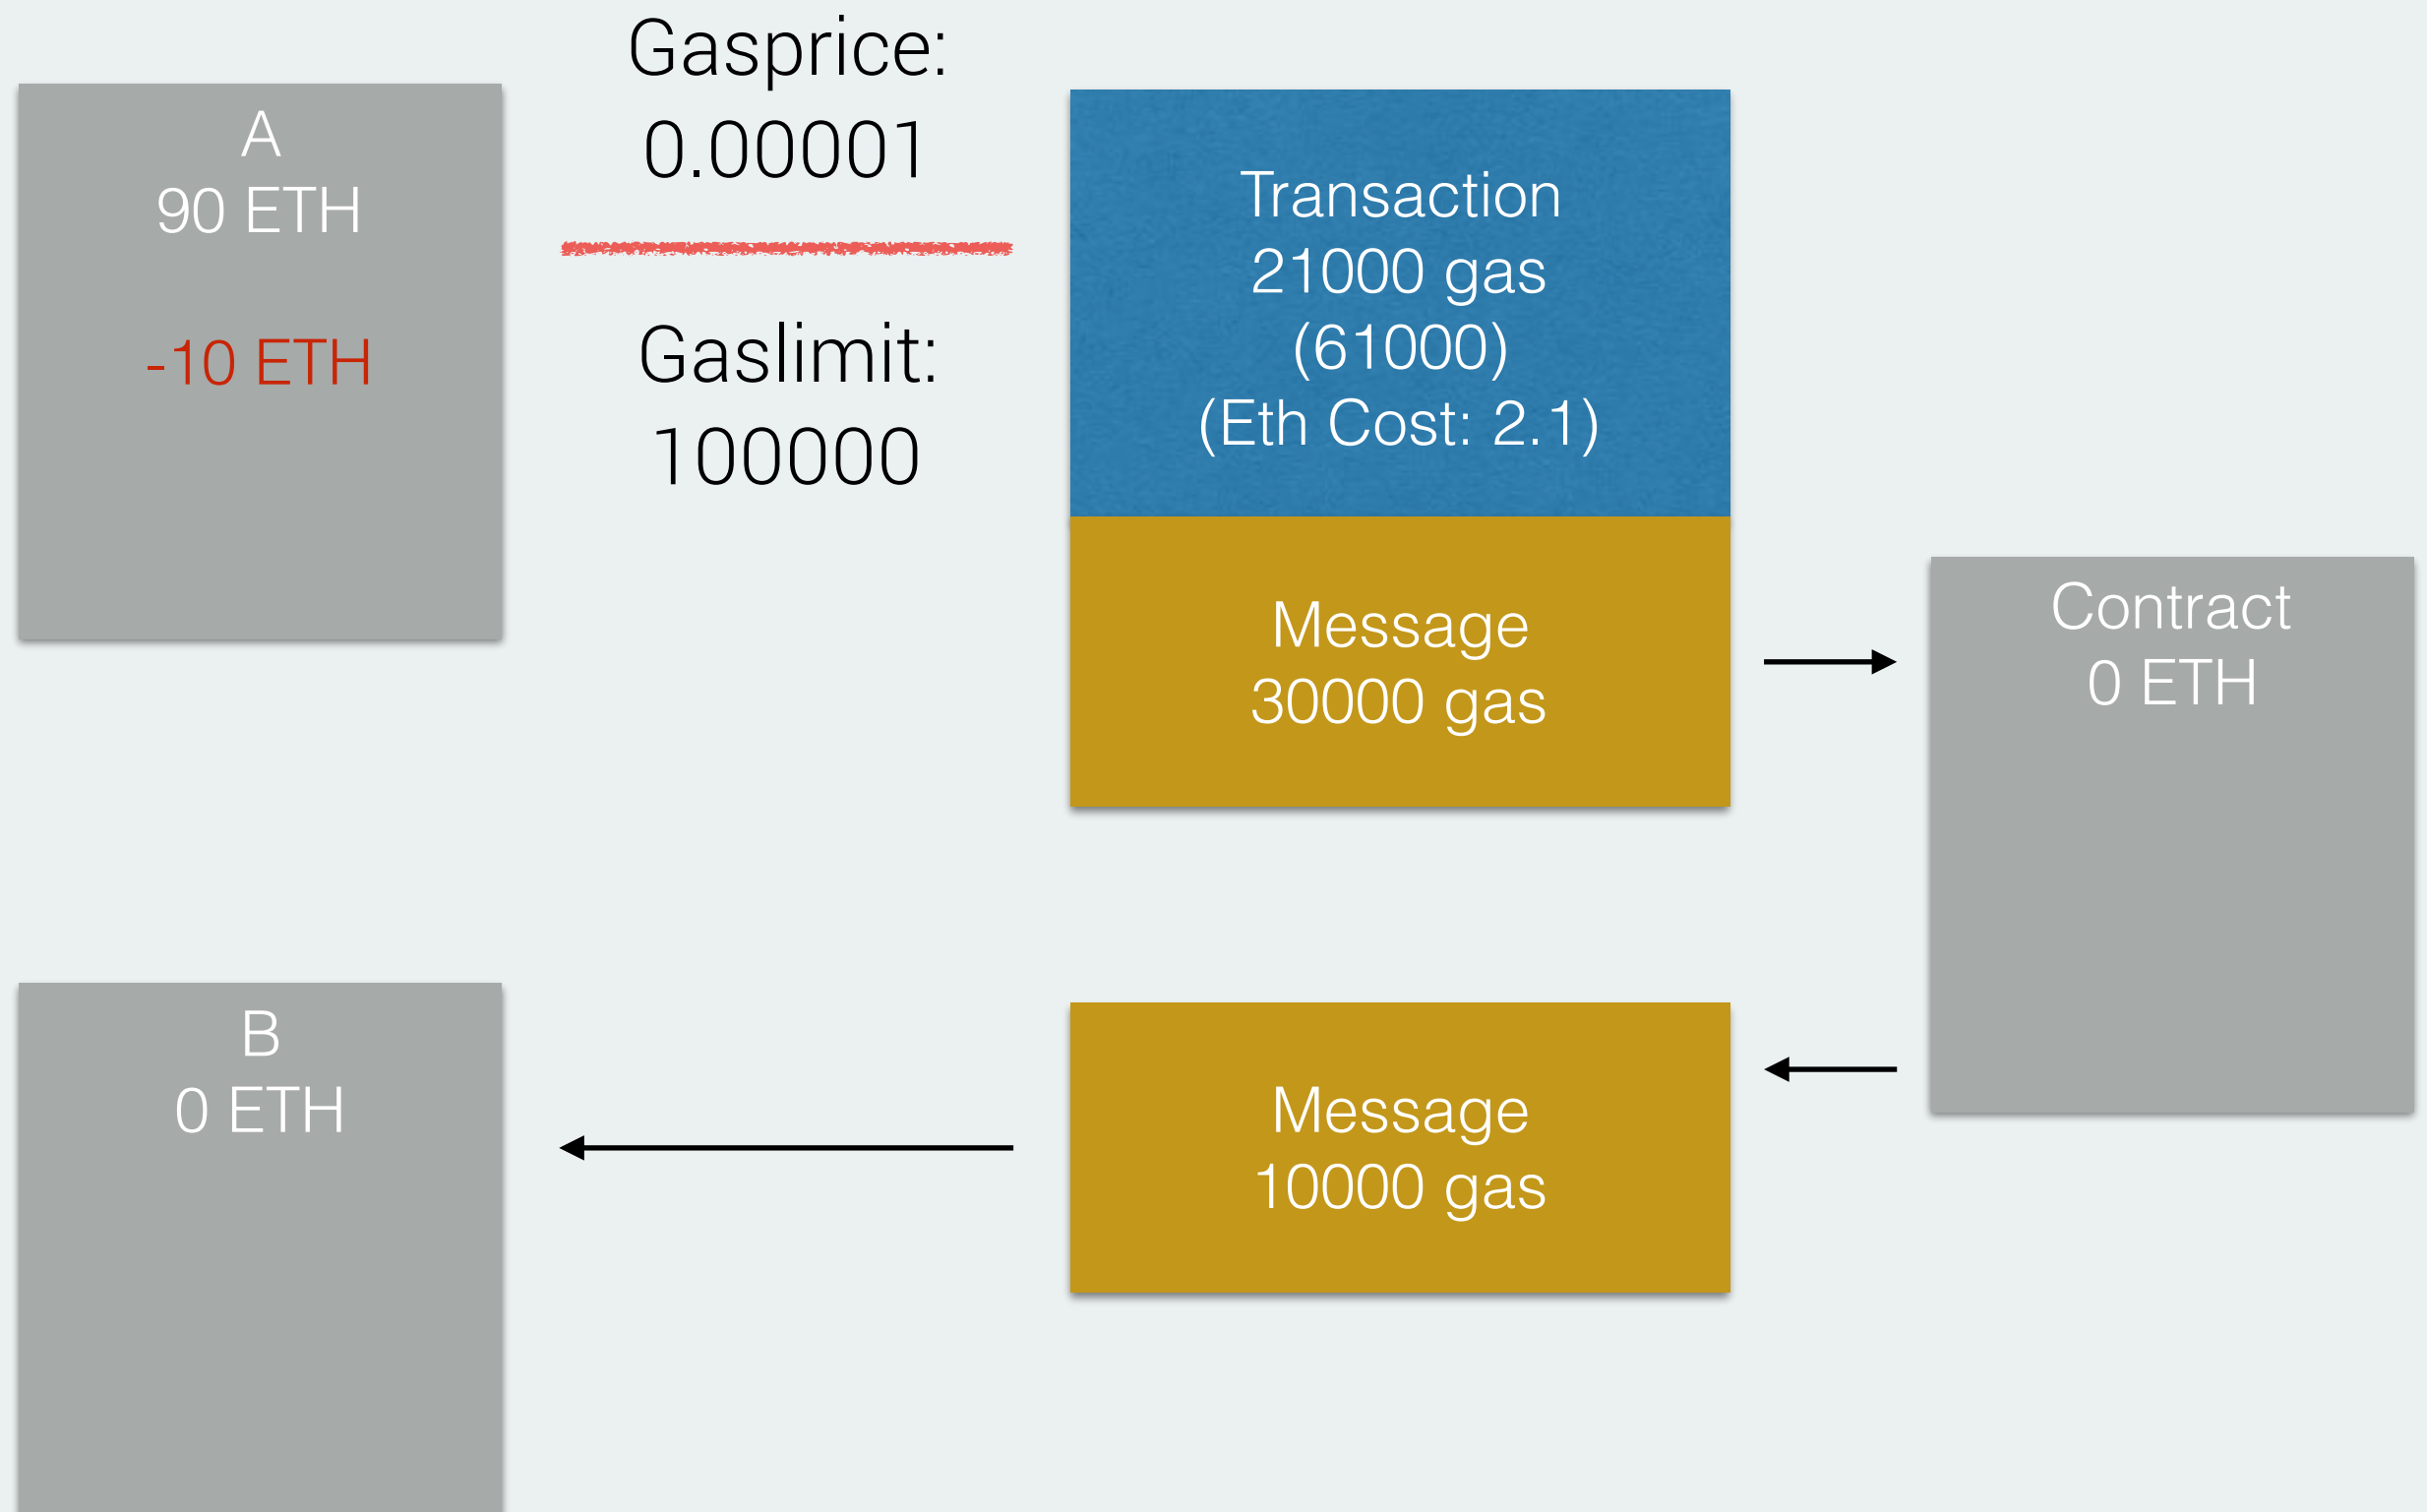 A
90 ETH
-10 ETH
Gasprice:
0.00001
Gaslimit:
100000
Transaction
21000 gas
(61000)
(Eth Cost: 2.1)
Message
30000 gas
Contract
0 ETH
B
0 ETH
Message
10000 gas